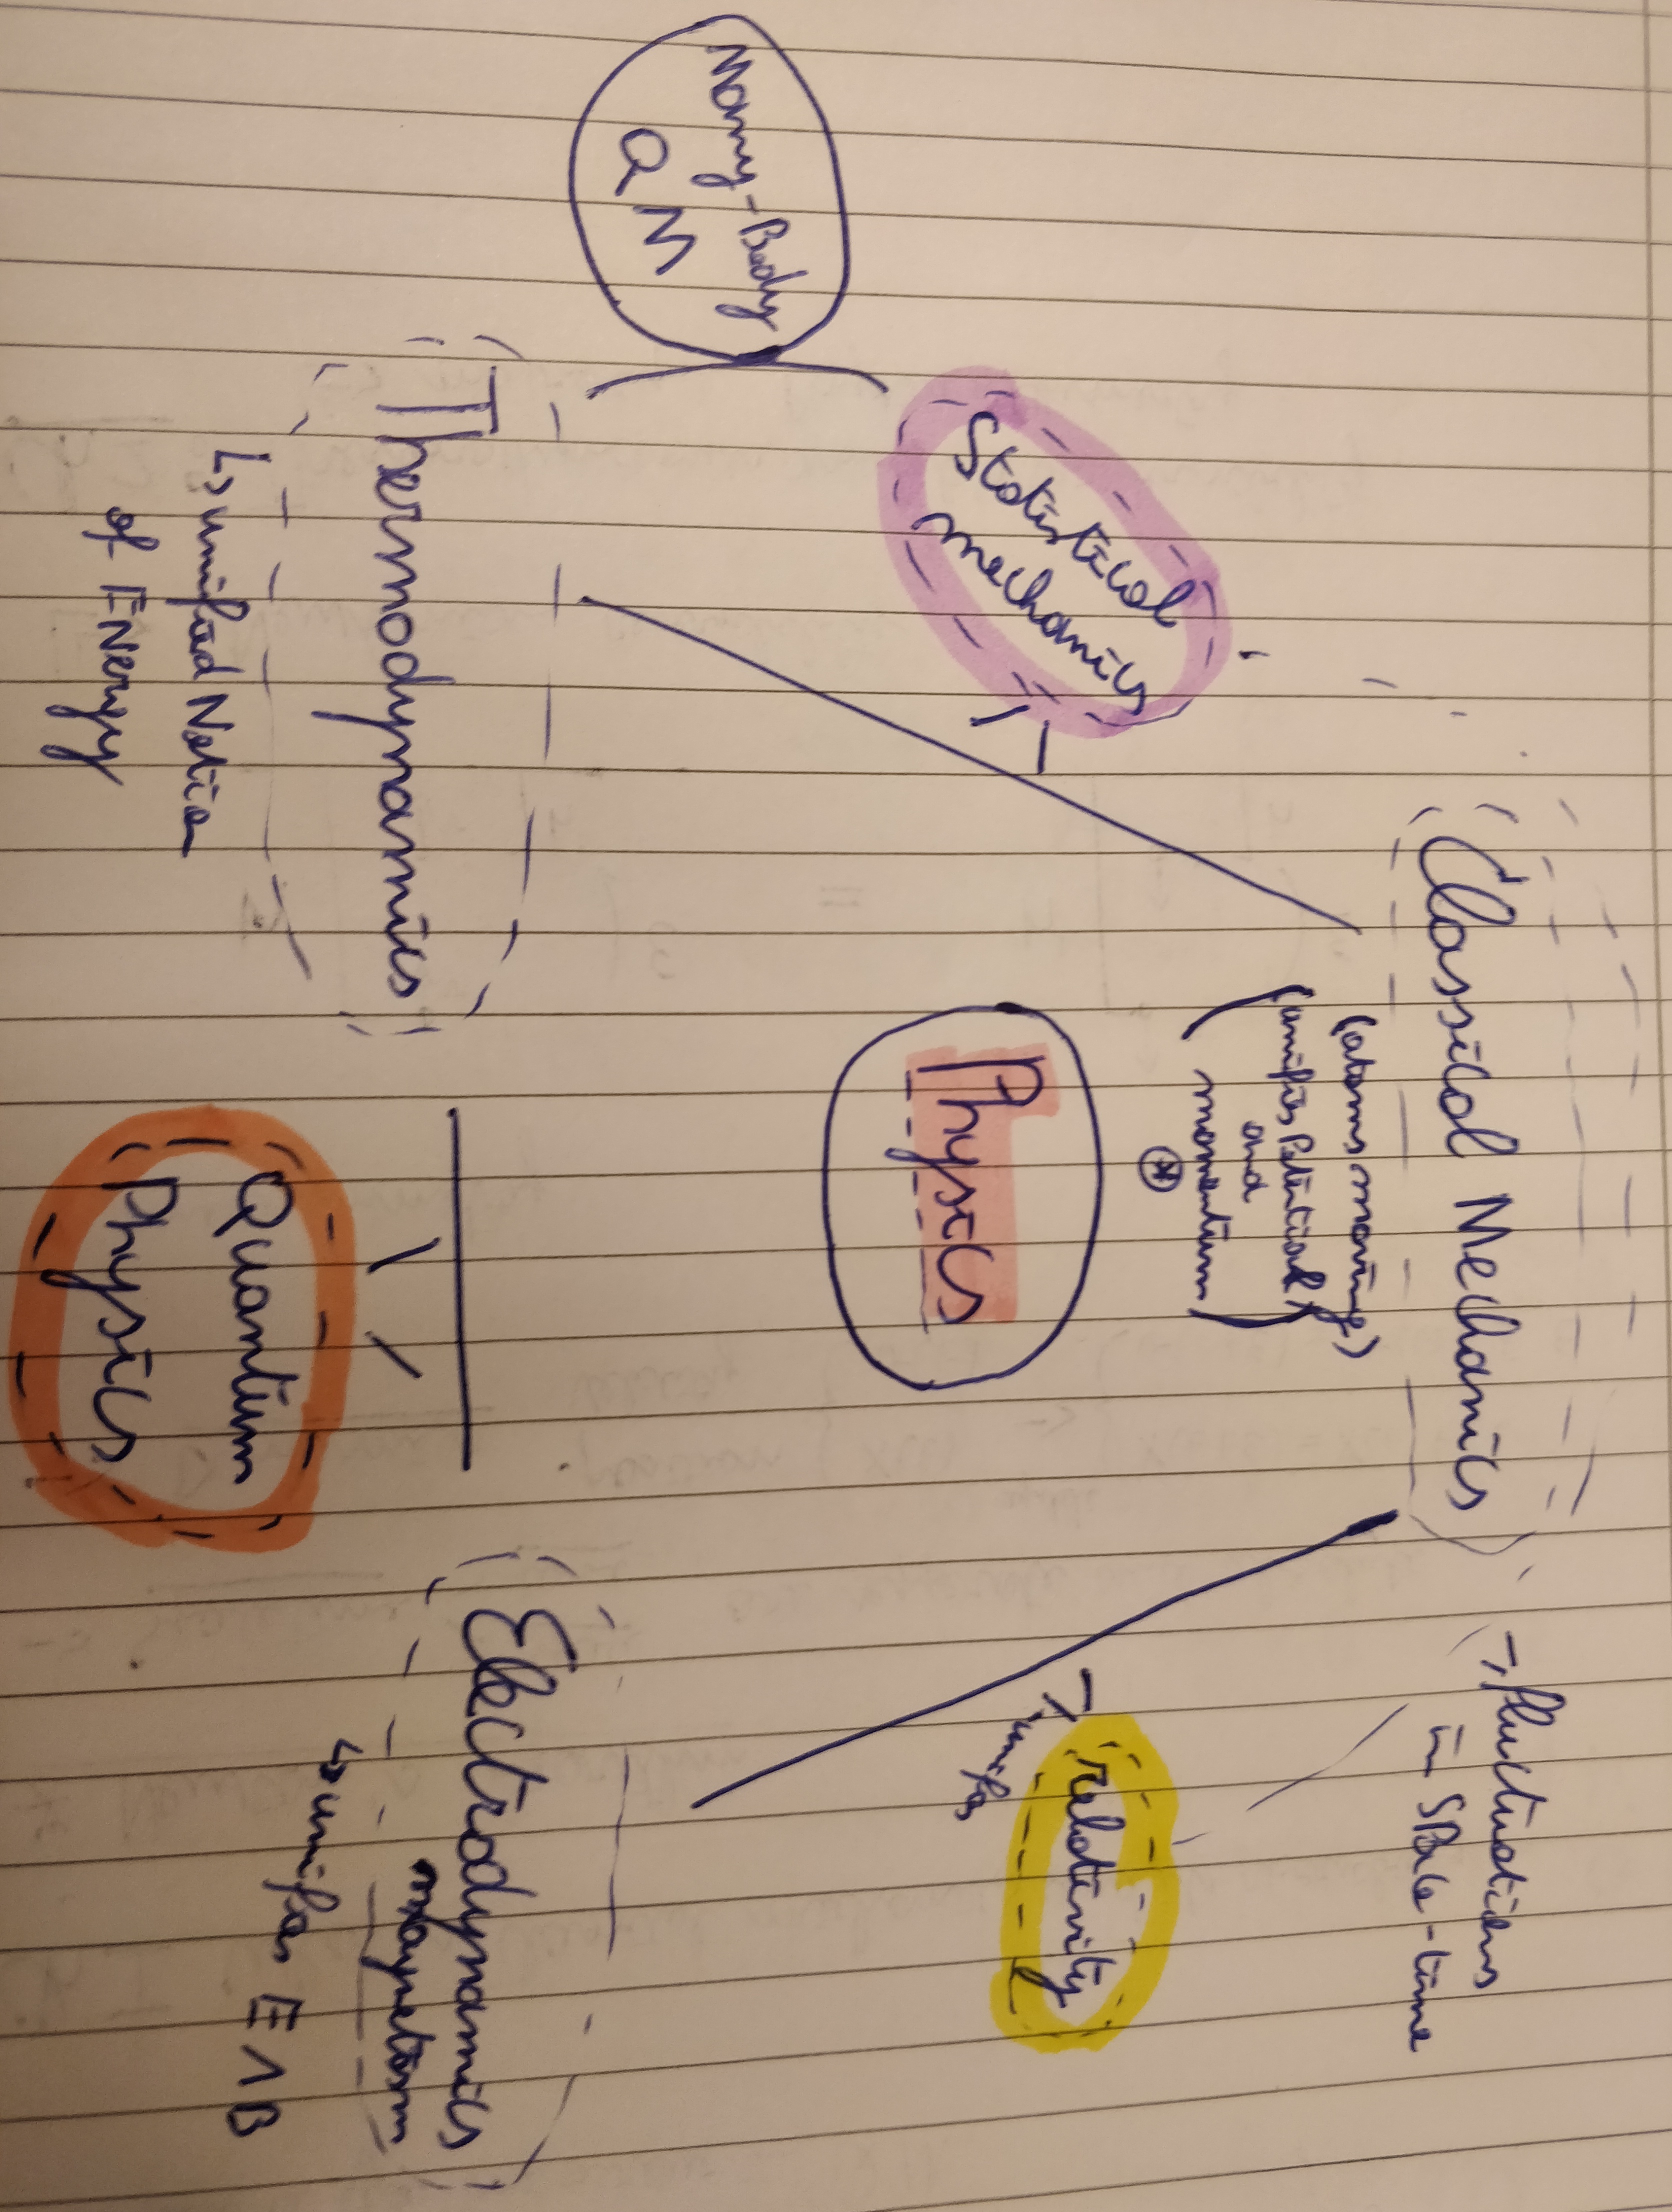 Classical Mechanics
(atoms moving)
(unifies Potential
and
momentum)
*
→ fluctuations
in space-time
Statistical
mechanics
relativity
→ unifies
Many-Body
QM
Physics
Thermodynamics
↳ unified Notion
of ENergy
Electrodynamics
magnetism
↳ unifies E ∧ B
Quantum
Physics